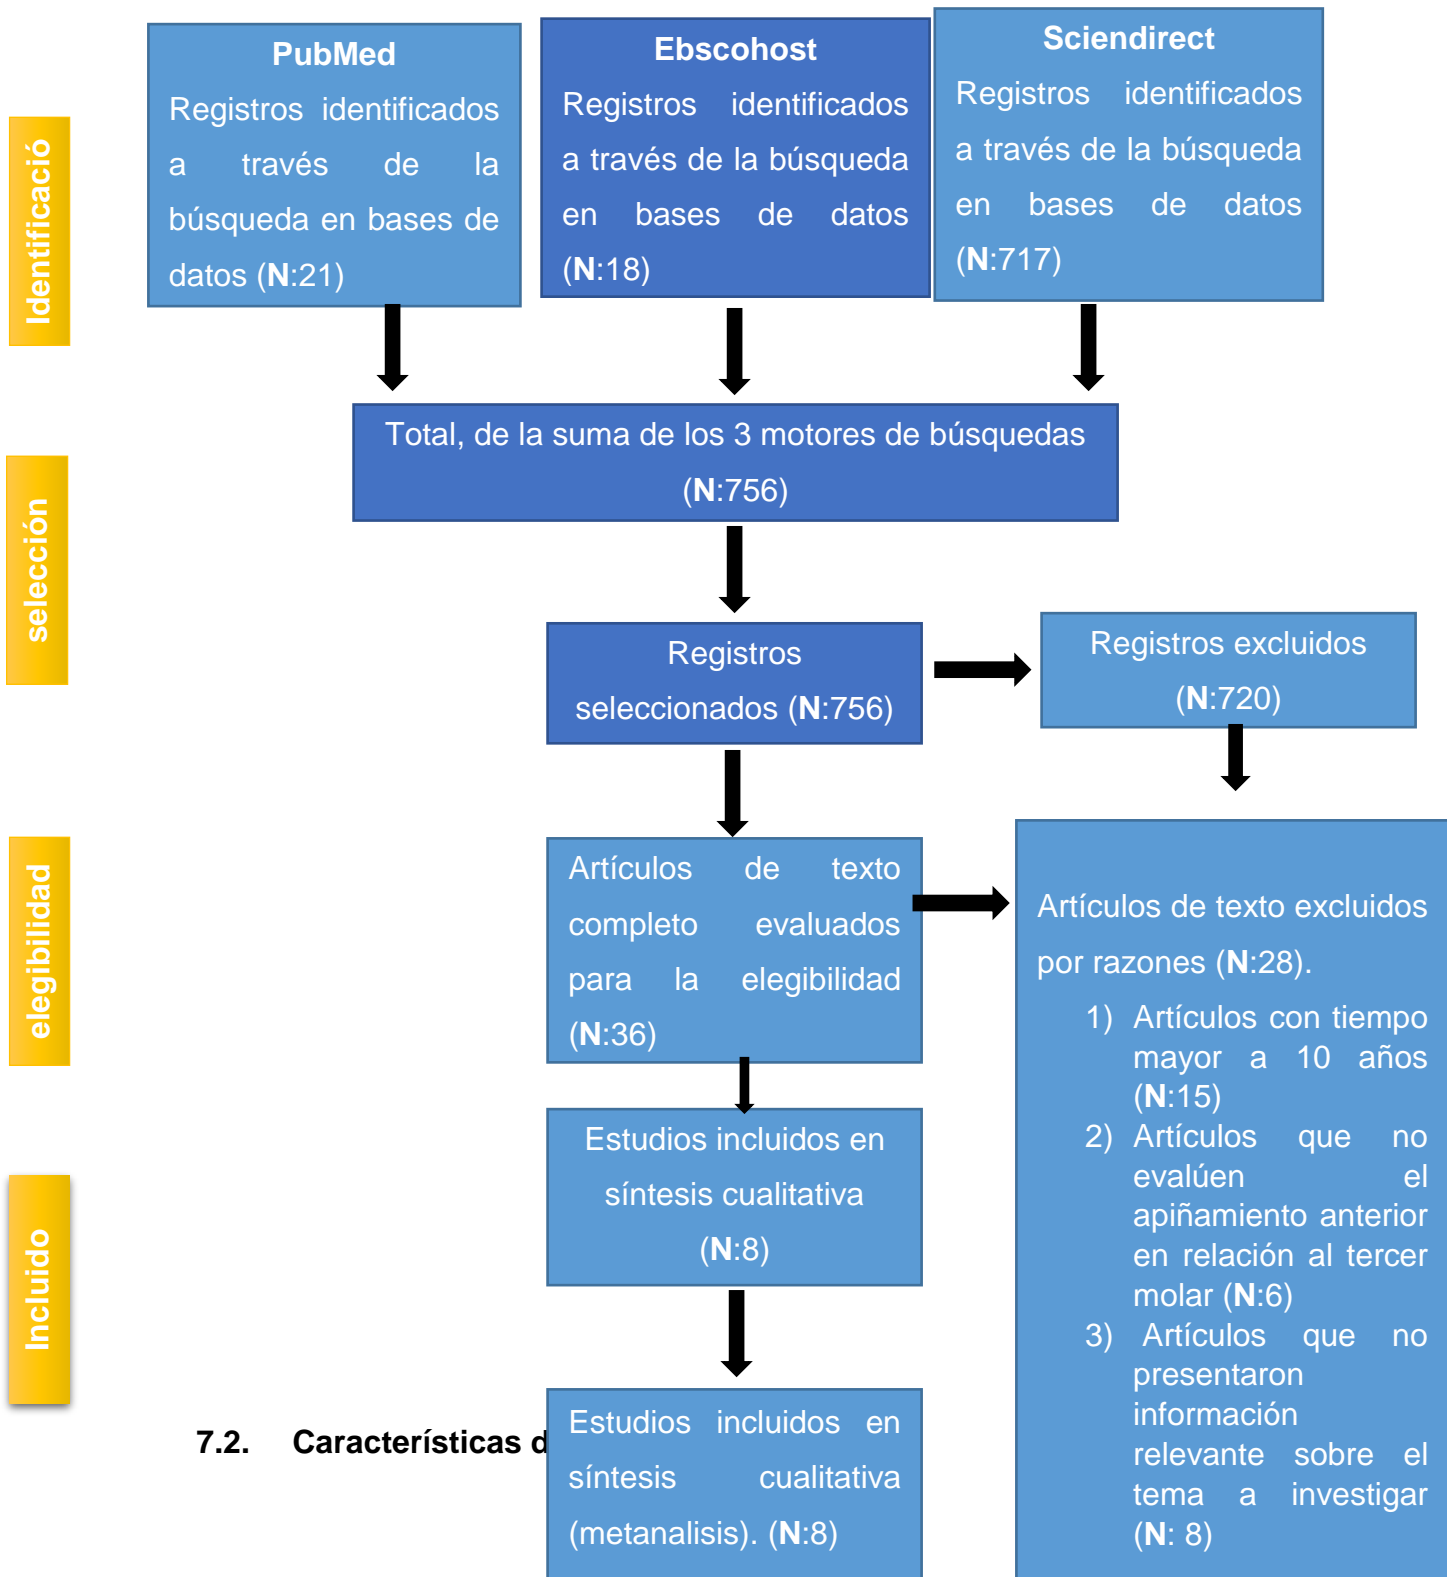 PubMed
Registros identificados
a través de la
búsqueda en bases de
datos (N:21)
Ebscohost
Registros identificados
a través de la búsqueda
en bases de datos
(N:18)
Sciendirect
Registros identificados
a través de la búsqueda
en bases de datos
(N:717)
Identificació
Total, de la suma de los 3 motores de búsquedas
(N:756)
selección
Registros
seleccionados (N:756)
Registros excluidos
(N:720)
elegibilidad
Artículos de texto
completo evaluados
para la elegibilidad
(N:36)
Artículos de texto excluidos
por razones (N:28).
1) Artículos con tiempo
mayor a 10 años
(N:15)
2) Artículos que no
evalúen el
apiñamiento anterior
en relación al tercer
molar (N:6)
3) Artículos que no
presentaron
información
relevante sobre el
tema a investigar
(N: 8)
Incluido
Estudios incluidos en
síntesis cualitativa
(N:8)
Estudios incluidos en
síntesis cualitativa
(metanalisis). (N:8)
7.2. Características d